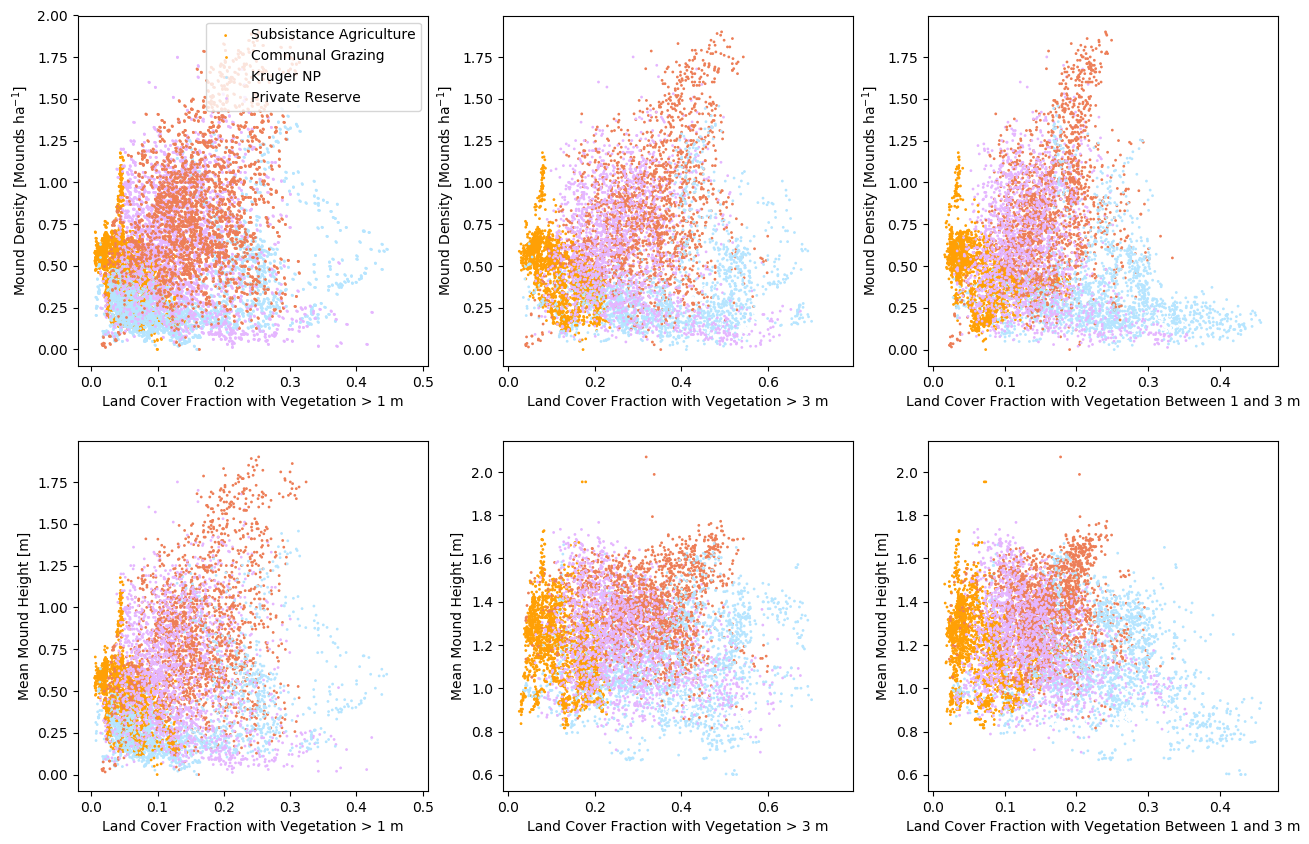 2.00
1.75
1.50
1.25
1.00
0.75
0.50
0.25
0.00
Mound Density [Mounds ha⁻¹]
0.0 0.1 0.2 0.3 0.4 0.5
Land Cover Fraction with Vegetation > 1 m
Subsistance Agriculture
Communal Grazing
Kruger NP
Private Reserve
1.75
1.50
1.25
1.00
0.75
0.50
0.25
0.00
Mound Density [Mounds ha⁻¹]
0.0 0.2 0.4 0.6
Land Cover Fraction with Vegetation > 3 m
1.75
1.50
1.25
1.00
0.75
0.50
0.25
0.00
Mound Density [Mounds ha⁻¹]
0.0 0.1 0.2 0.3 0.4
Land Cover Fraction with Vegetation Between 1 and 3 m
1.75
1.50
1.25
1.00
0.75
0.50
0.25
0.00
Mean Mound Height [m]
0.0 0.1 0.2 0.3 0.4 0.5
Land Cover Fraction with Vegetation > 1 m
2.0
1.8
1.6
1.4
1.2
1.0
0.8
0.6
Mean Mound Height [m]
0.0 0.2 0.4 0.6
Land Cover Fraction with Vegetation > 3 m
2.0
1.8
1.6
1.4
1.2
1.0
0.8
0.6
Mean Mound Height [m]
0.0 0.1 0.2 0.3 0.4
Land Cover Fraction with Vegetation Between 1 and 3 m